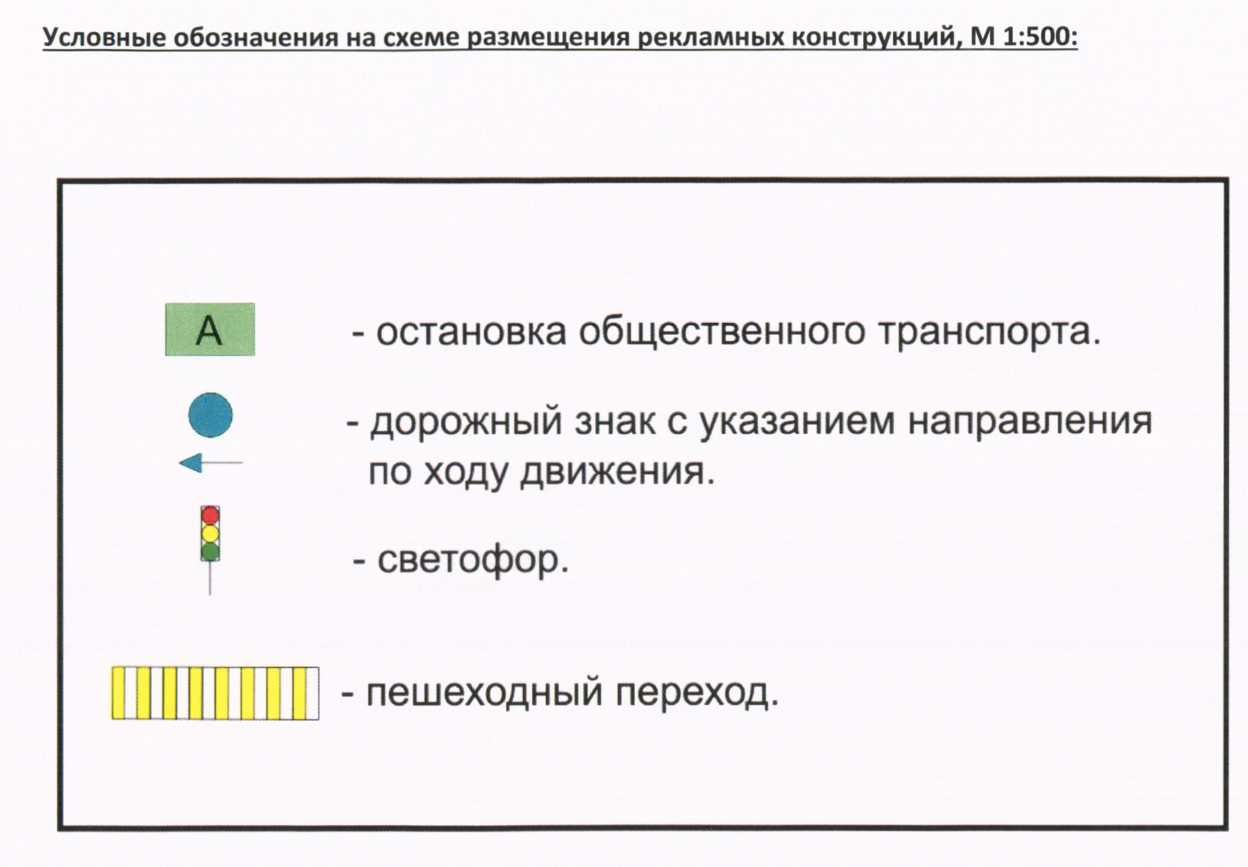 Условные обозначения на схеме размещения рекламных конструкций, М 1:500:
А
- остановка общественного транспорта.
- дорожный знак с указанием направления
по ходу движения.
- светофор.
- пешеходный переход.